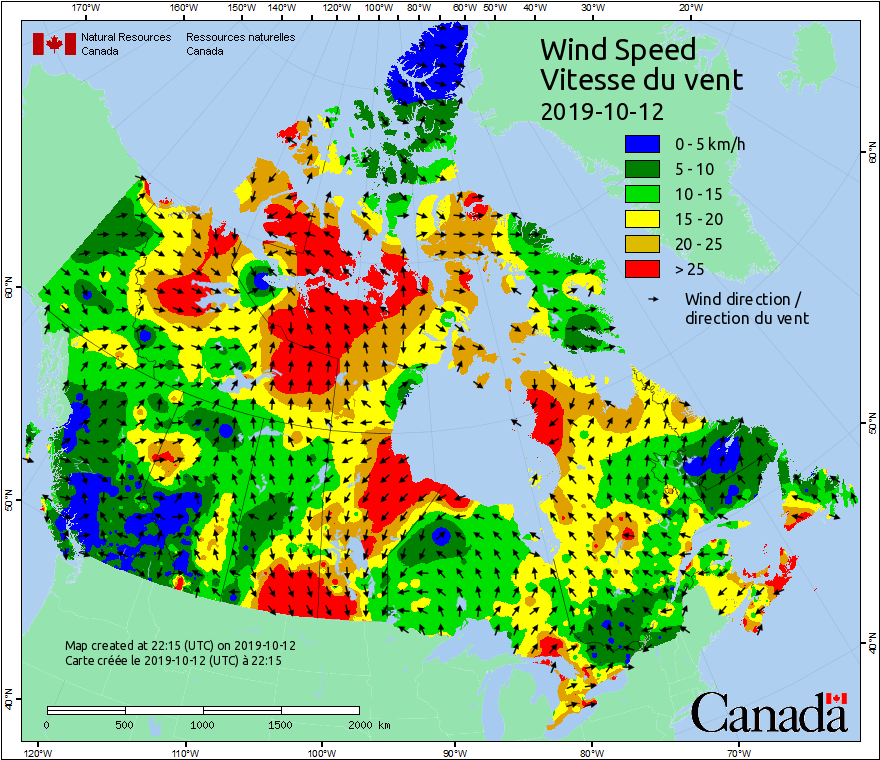 170°W 160°W 150°W 140°W 130°W 120°W 110°W 100°W 90°W 80°W 70°W 60°W 50°W 40°W 30°W 20°W
Natural Resources Ressources naturelles
Canada Canada
Wind Speed
Vitesse du vent
2019-10-12
0 - 5 km/h
5 - 10
10 - 15
15 - 20
20 - 25
> 25
Wind direction /
direction du vent
60°N
60°N
50°N
50°N
40°N
40°N
Map created at 22:15 (UTC) on 2019-10-12
Carte créée le 2019-10-12 (UTC) à 22:15
0 500 1000 1500 2000 km
Canada
120°W 110°W 100°W 90°W 80°W 70°W